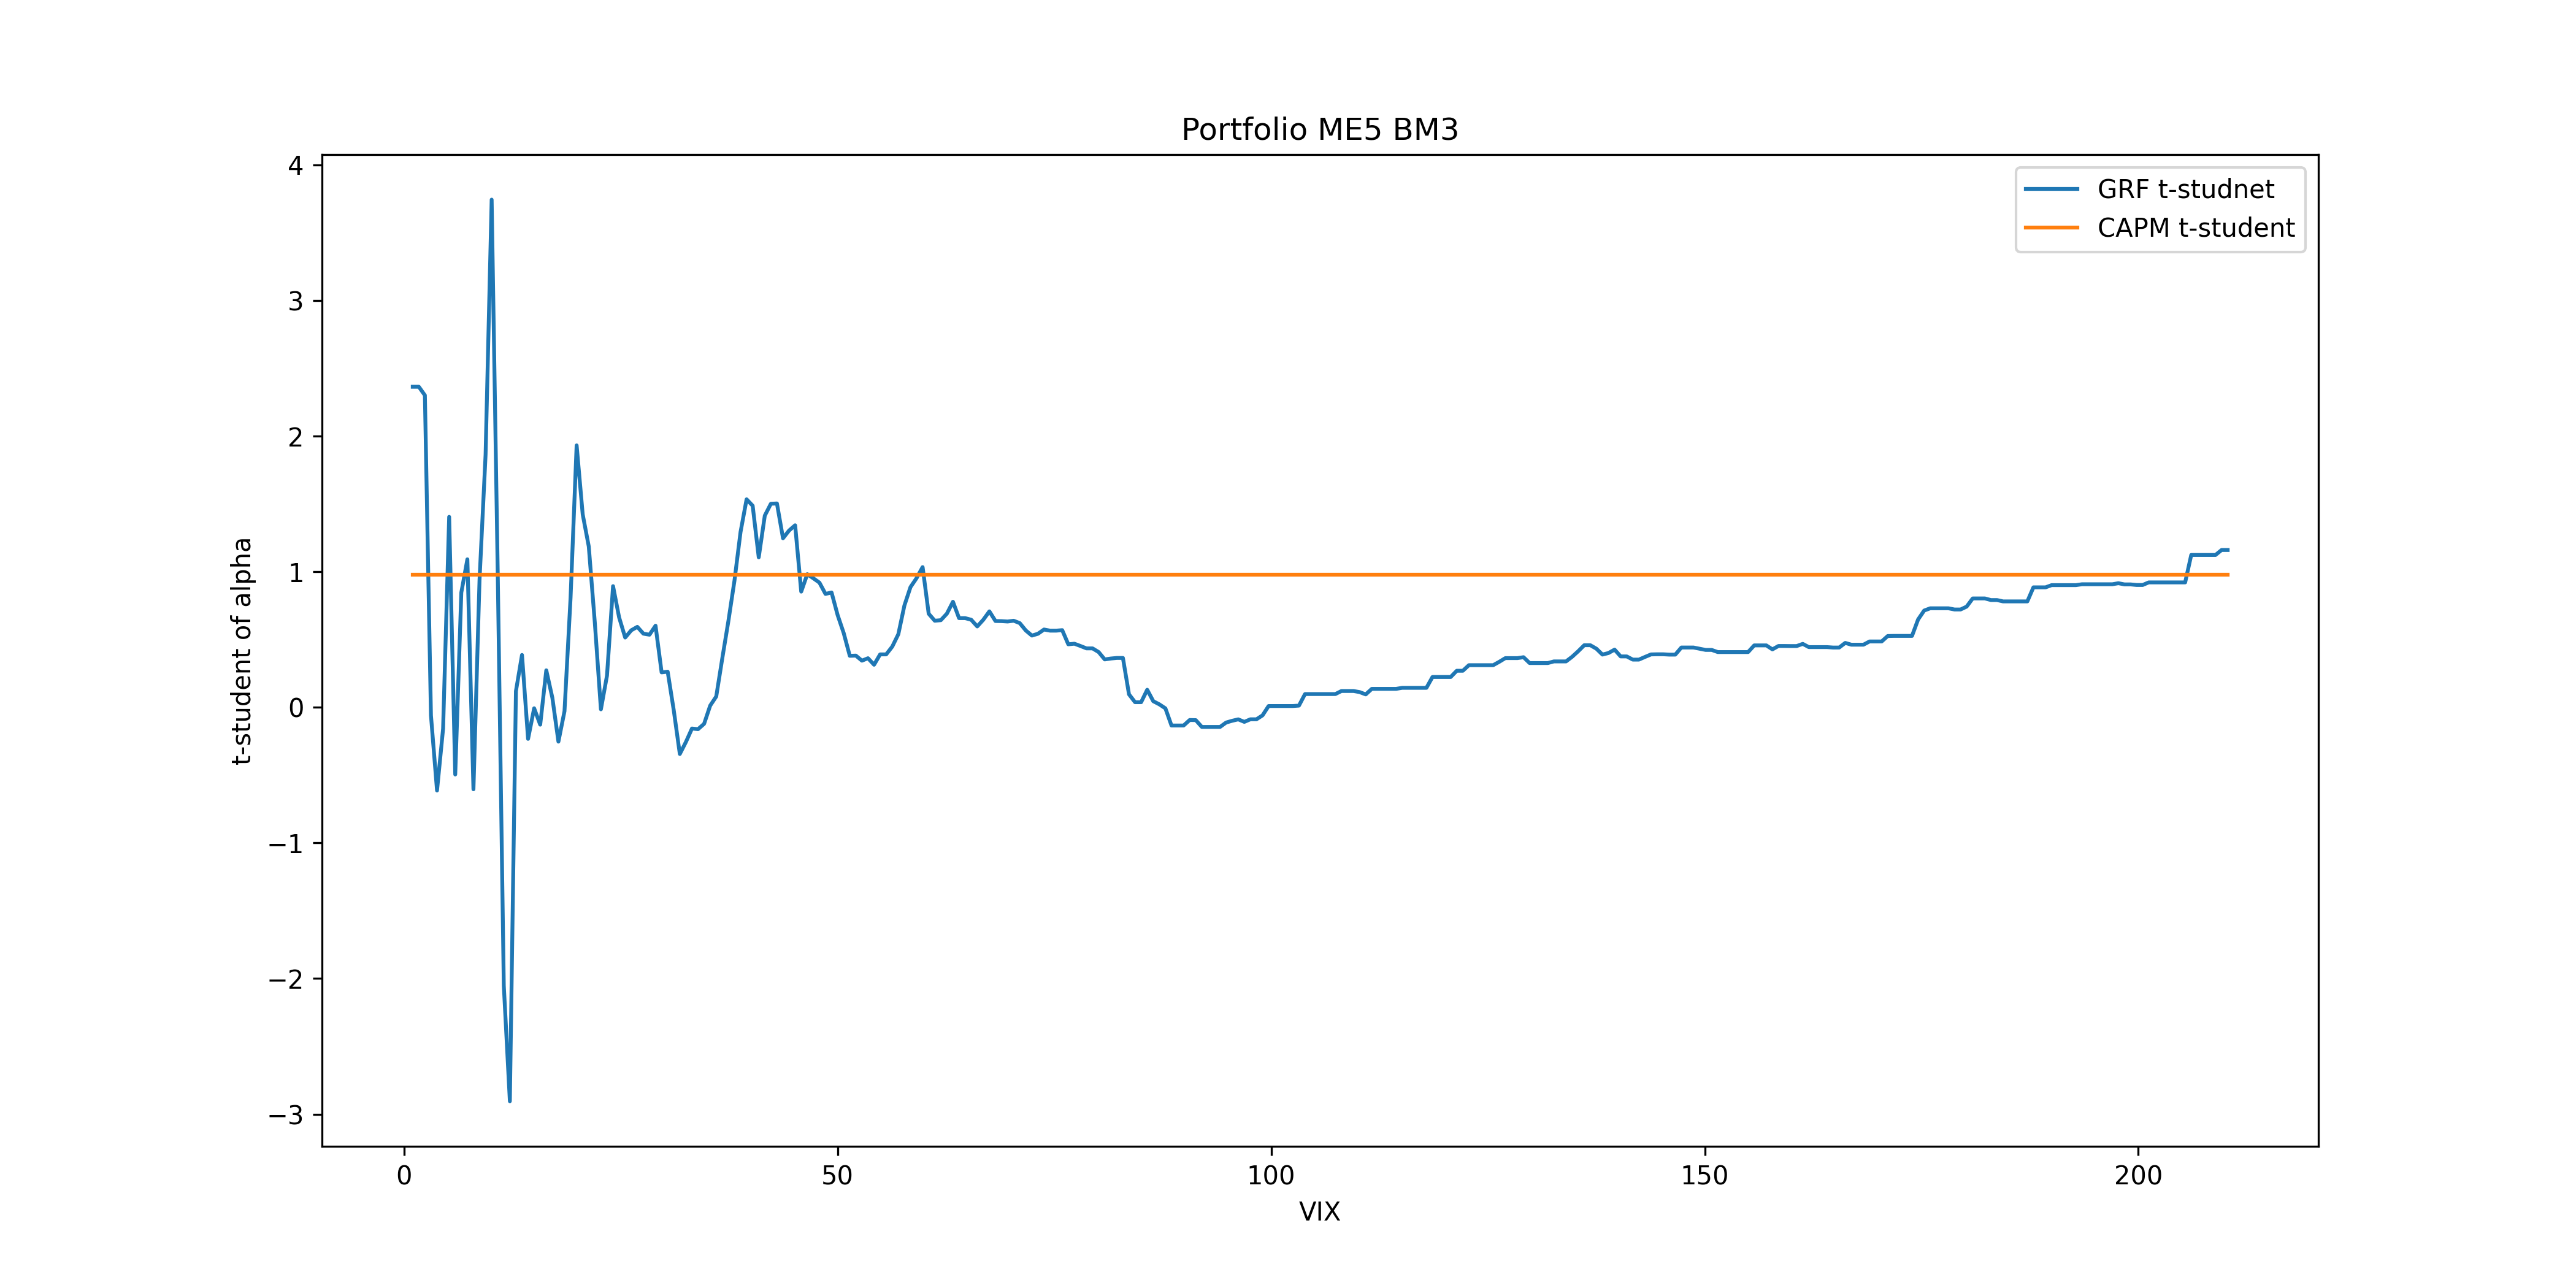 Portfolio ME5 BM3
GRF t-studnet
CAPM t-student
t-student of alpha
4
3
2
1
0
−1
−2
−3
0
50
100
150
200
VIX